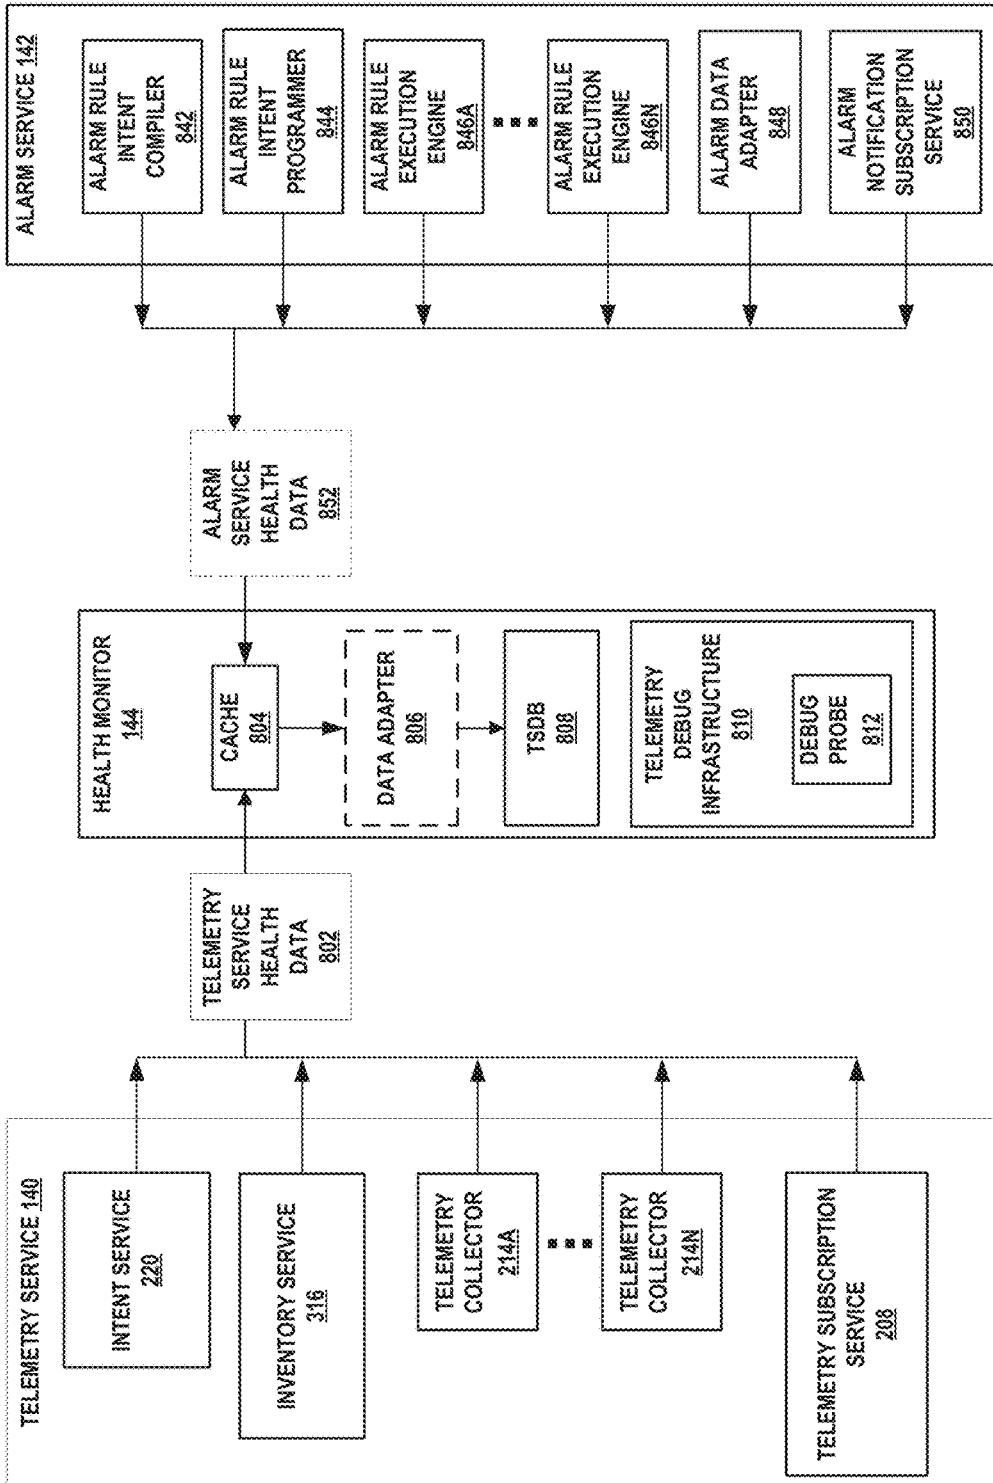 TELEMETRY SERVICE 140
INTENT SERVICE
220
INVENTORY SERVICE
316
TELEMETRY
COLLECTOR
214A
TELEMETRY
COLLECTOR
214N
TELEMETRY SUBSCRIPTION
SERVICE
208
TELEMETRY
SERVICE
HEALTH
DATA
802
HEALTH MONITOR
144
CACHE
804
DATA ADAPTER
806
TSDB
808
TELEMETRY
DEBUG
INFRASTRUCTURE
810
DEBUG
PROBE
812
ALARM
SERVICE
HEALTH
DATA
852
ALARM SERVICE 142
ALARM RULE
INTENT
COMPILER
842
ALARM RULE
INTENT
PROGRAMMER
844
ALARM RULE
EXECUTION
ENGINE
846A
ALARM RULE
EXECUTION
ENGINE
846N
ALARM DATA
ADAPTER
848
ALARM
NOTIFICATION
SUBSCRIPTION
SERVICE
850